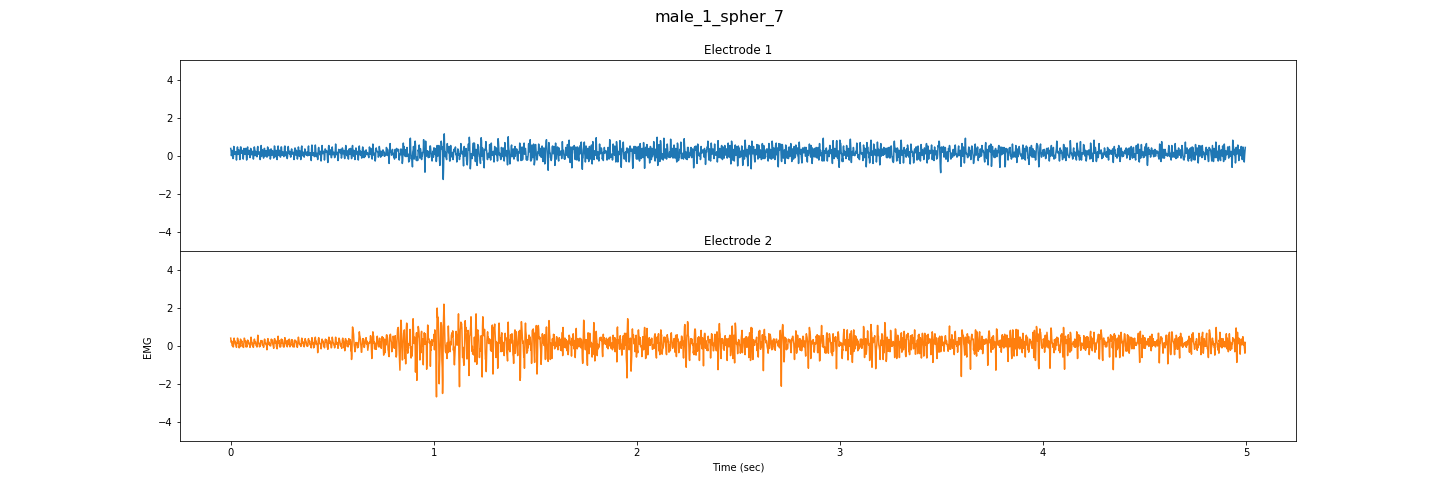 male_1_spher_7
Electrode 1
4
2
0
−2
−4
Electrode 2
4
2
0
−2
−4
EMG
0 1 2 3 4 5
Time (sec)